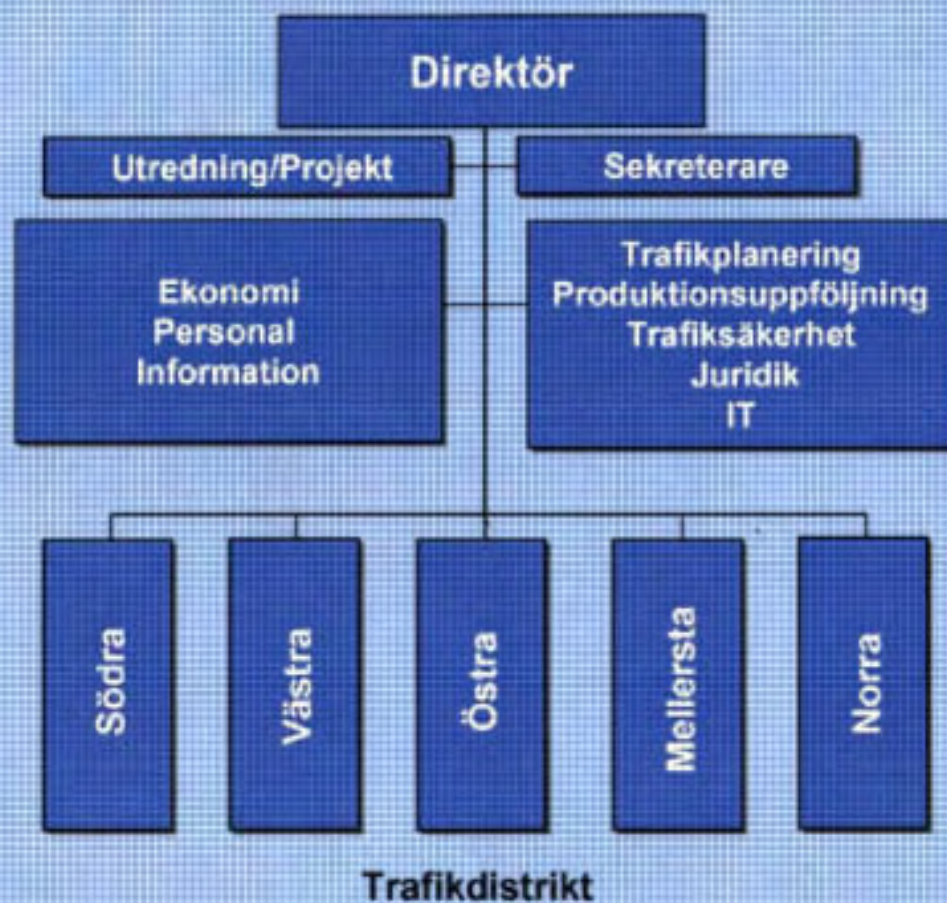 Direktör
Utredning/Projekt
Sekreterare
Ekonomi
Personal
Information
Trafikplanering
Produktionsuppföljning
Trafiksäkerhet
Juridik
IT
Södra
Västra
Östra
Mellersta
Norra
Trafikdistrikt